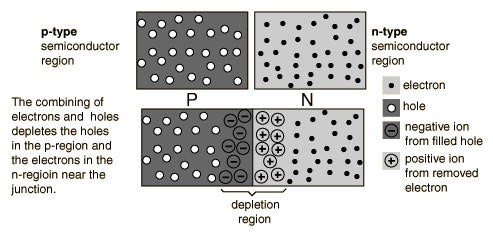 p-type
semiconductor
region
n-type
semiconductor
region
P
N
The combining of
electrons and holes
depletes the holes
in the p-region and
the electrons in the
n-regioin near the
junction.
electron
hole
negative ion
from filled hole
positive ion
from removed
electron
depletion
region